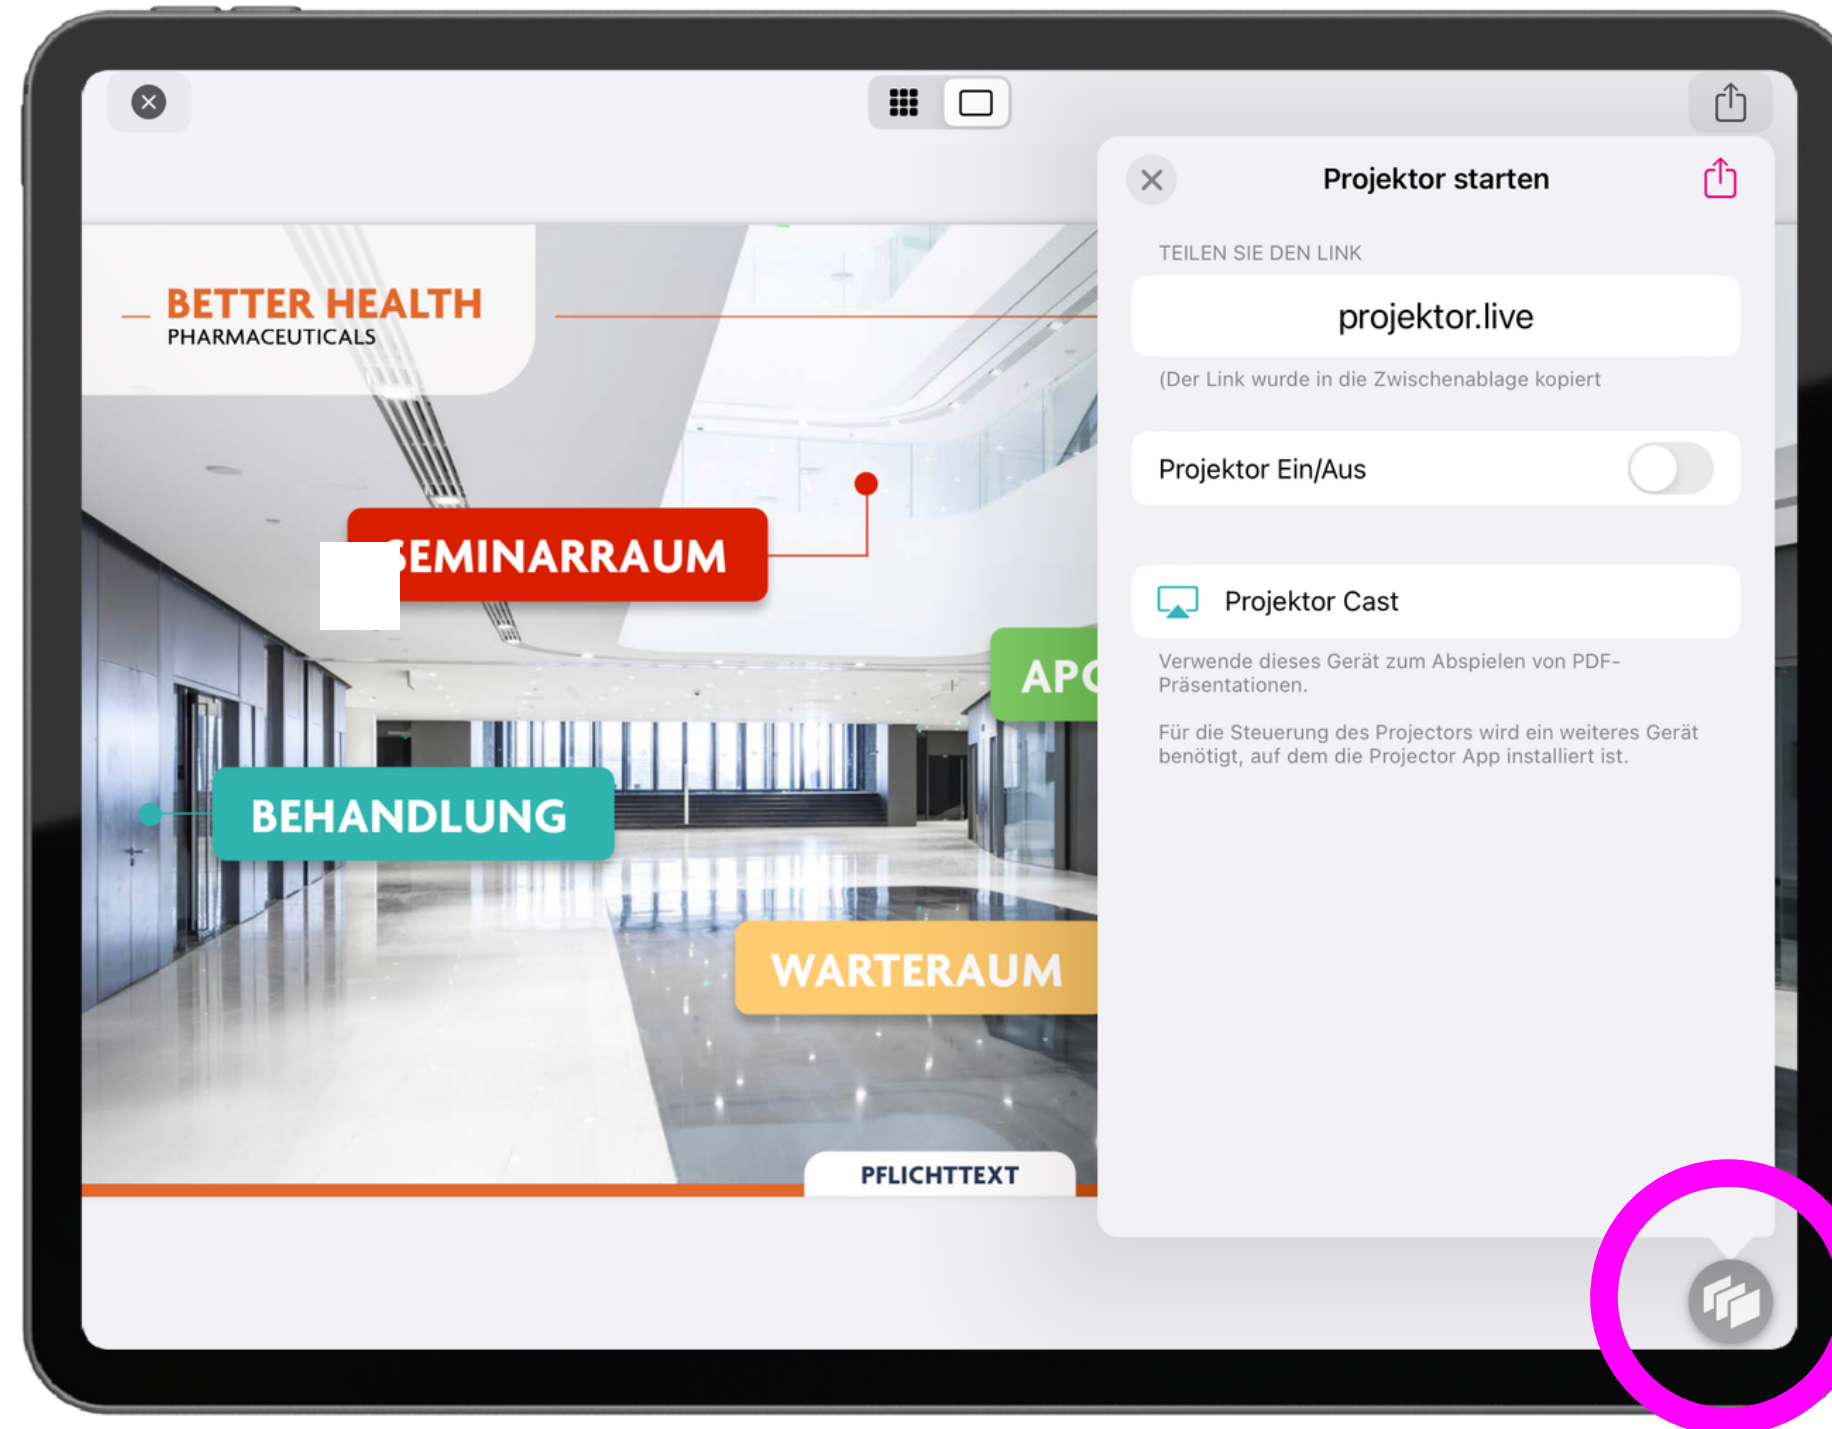 Projektor starten
TEILEN SIE DEN LINK
projektor.live
(Der Link wurde in die Zwischenablage kopiert
Projektor Ein/Aus
Projektor Cast
Verwende dieses Gerät zum Abspielen von PDF-
Präsentationen.
Für die Steuerung des Projectors wird ein weiteres Gerät
benötigt, auf dem die Projector App installiert ist.
BETTER HEALTH
PHARMACEUTICALS
SEMINARRAUM
APO
BEHANDLUNG
WARTERAUM
PFLICHTTEXT